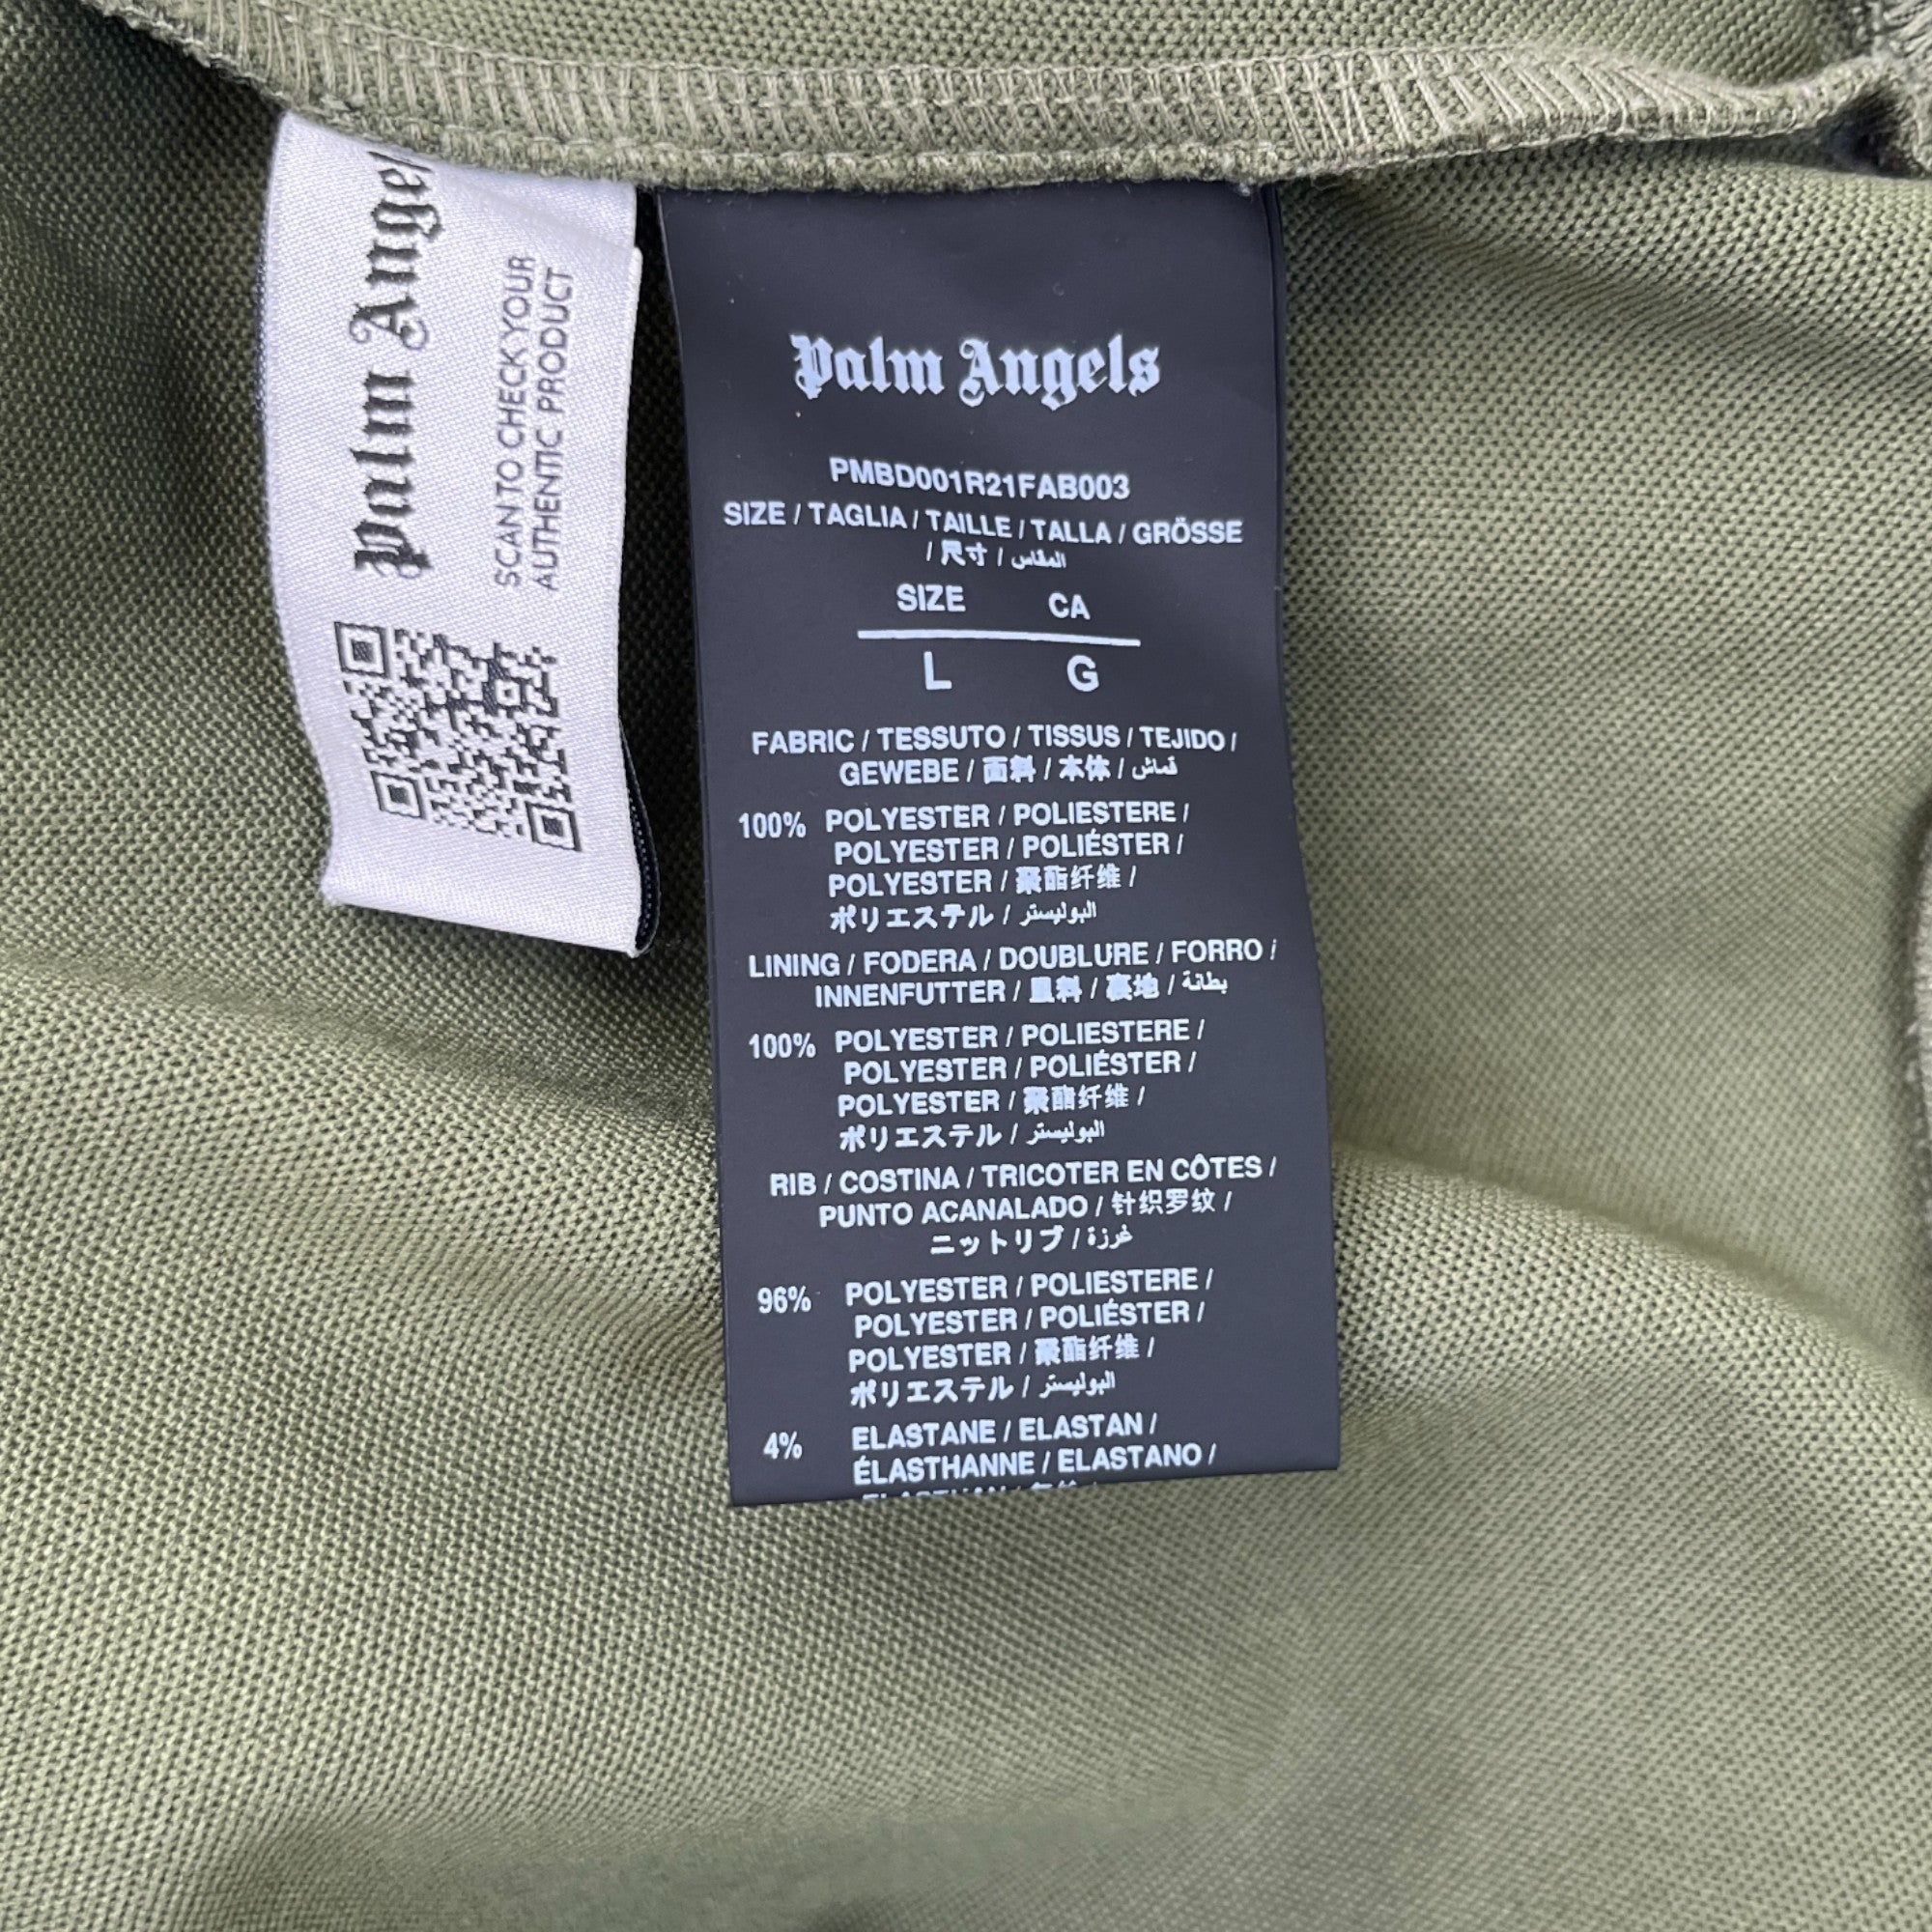 Palm Angels
SCAN TO CHECK YOUR
AUTHENTIC PRODUCT
Palm Angels
PMBD001R21FAB003
SIZE / TAGLIA / TAILLE / TALLA / GRÖSSE
/ 尺寸 / المقاس
SIZE CA
L G
FABRIC / TESSUTO / TISSUS / TEJIDO /
GEWEBE / 面料 / 本体 / قماش
100% POLYESTER / POLIESTERE /
POLYESTER / POLIÉSTER /
POLYESTER / 聚酯纤维 /
ポリエステル / البوليستر
LINING / FODERA / DOUBLURE / FORRO /
INNENFUTTER / 里料 / 裏地 / بطانة
100% POLYESTER / POLIESTERE /
POLYESTER / POLIÉSTER /
POLYESTER / 聚酯纤维 /
ポリエステル / البوليستر
RIB / COSTINA / TRICOTER EN CÔTES /
PUNTO ACANALADO / 针织罗纹 /
ニットリブ / غرزة
96% POLYESTER / POLIESTERE /
POLYESTER / POLIÉSTER /
POLYESTER / 聚酯纤维 /
ポリエステル / البوليستر
4% ELASTANE / ELASTAN /
ÉLASTHANNE / ELASTANO /